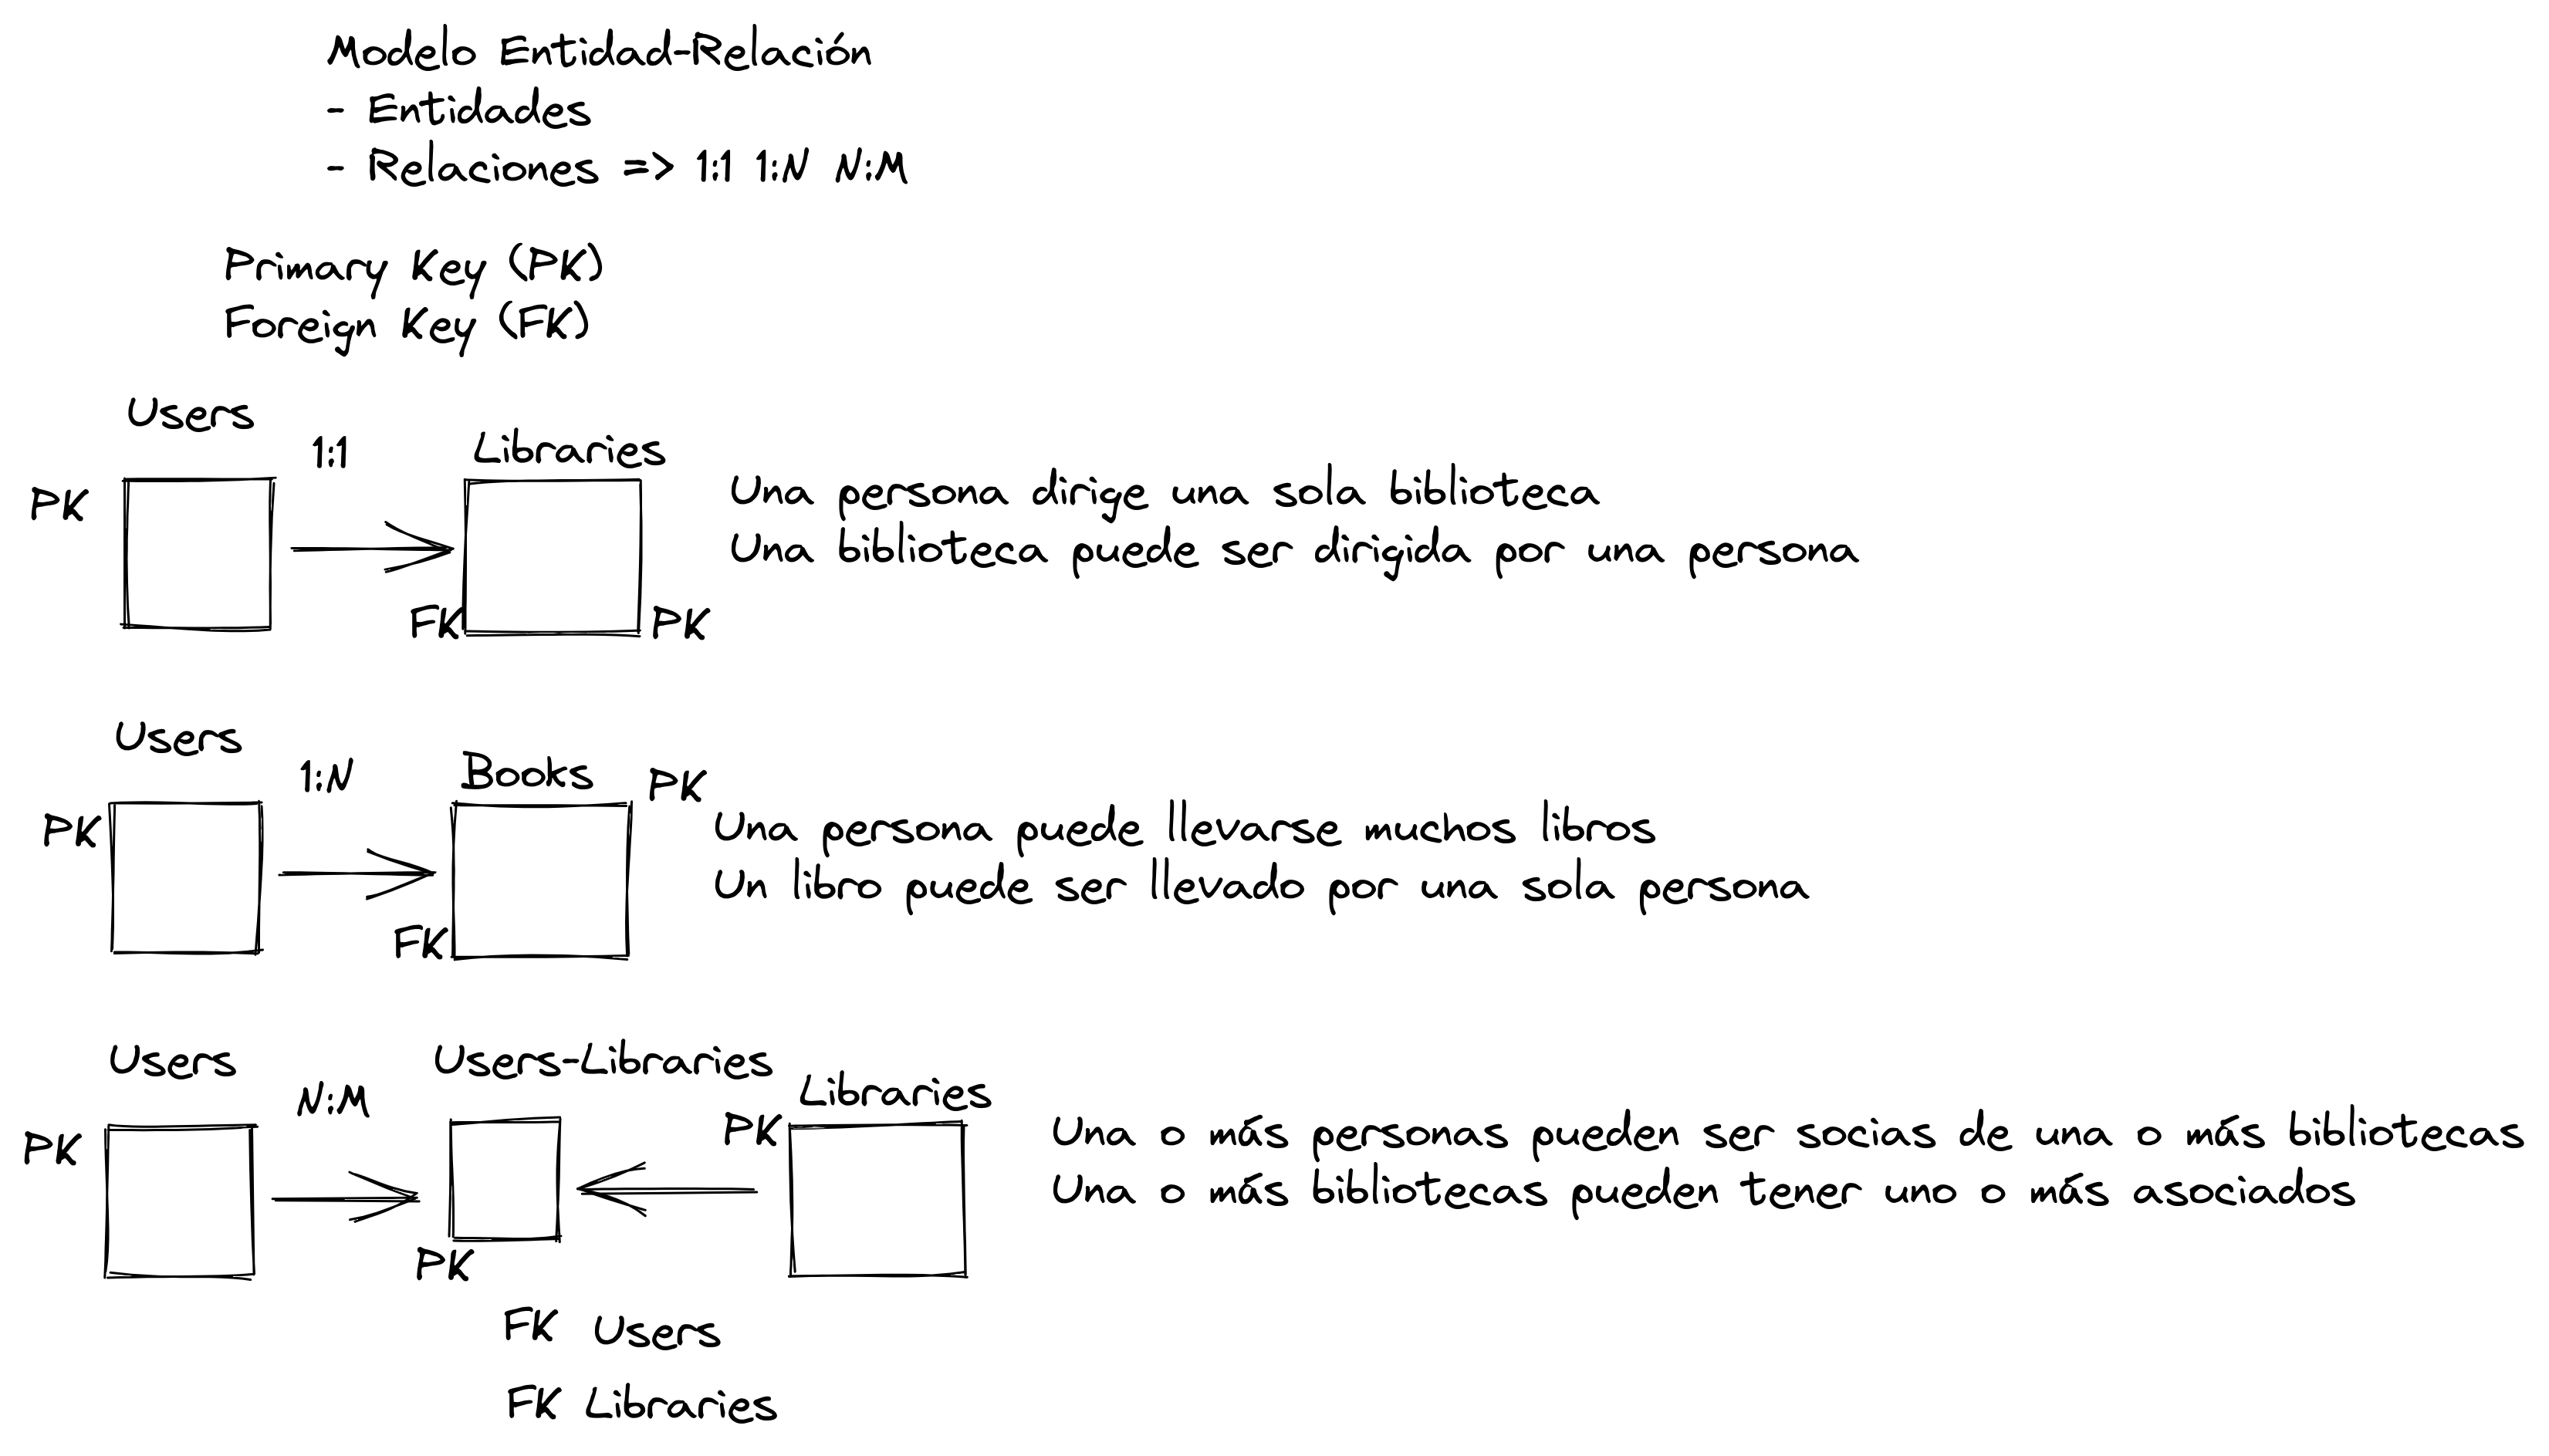 Modelo Entidad-Relación
- Entidades
- Relaciones => 1:1 1:N N:M
Primary Key (PK)
Foreign Key (FK)
Users
1:1
Libraries
PK
Una persona dirige una sola biblioteca
Una biblioteca puede ser dirigida por una persona
FK
PK
Users
1:N
Books
PK
PK
Una persona puede llevarse muchos libros
Un libro puede ser llevado por una sola persona
FK
Users
N:M
Users-Libraries
Libraries
PK
PK
Una o más personas pueden ser socias de una o más bibliotecas
Una o más bibliotecas pueden tener uno o más asociados
PK
FK Users
FK Libraries